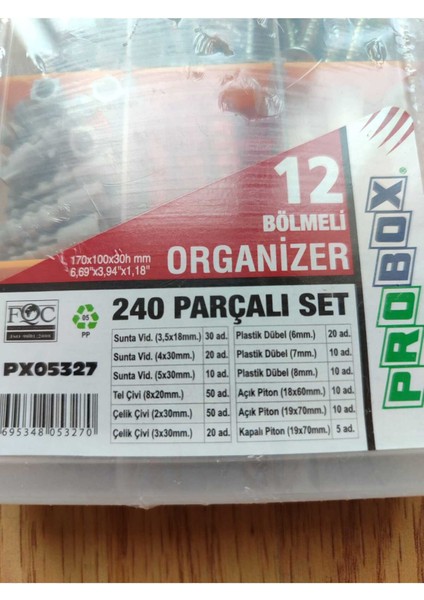 12
BÖLMELİ
ORGANİZER
170x100x30h mm
6,69"x3,94"x1,18"
PROBOX
®
240 PARÇALI SET
FQC
05
PP
PX05327
Sunta Vid. (3,5x18mm.) 30 ad.
Sunta Vid. (4x30mm) 20 ad.
Sunta Vid. (5x30mm) 10 ad.
Tel Çivi (8x20mm) 50 ad.
Çelik Çivi (2x30mm) 50 ad.
Çelik Çivi (3x30mm.) 20 ad.
Plastik Dübel (6mm.) 20 ad.
Plastik Dübel (7mm) 10 ad.
Plastik Dübel (8mm) 10 ad.
Açık Piton (18x60mm) 10 ad.
Açık Piton (19x70mm) 10 ad.
Kapalı Piton (19x70mm) 5 ad.
695348 053270